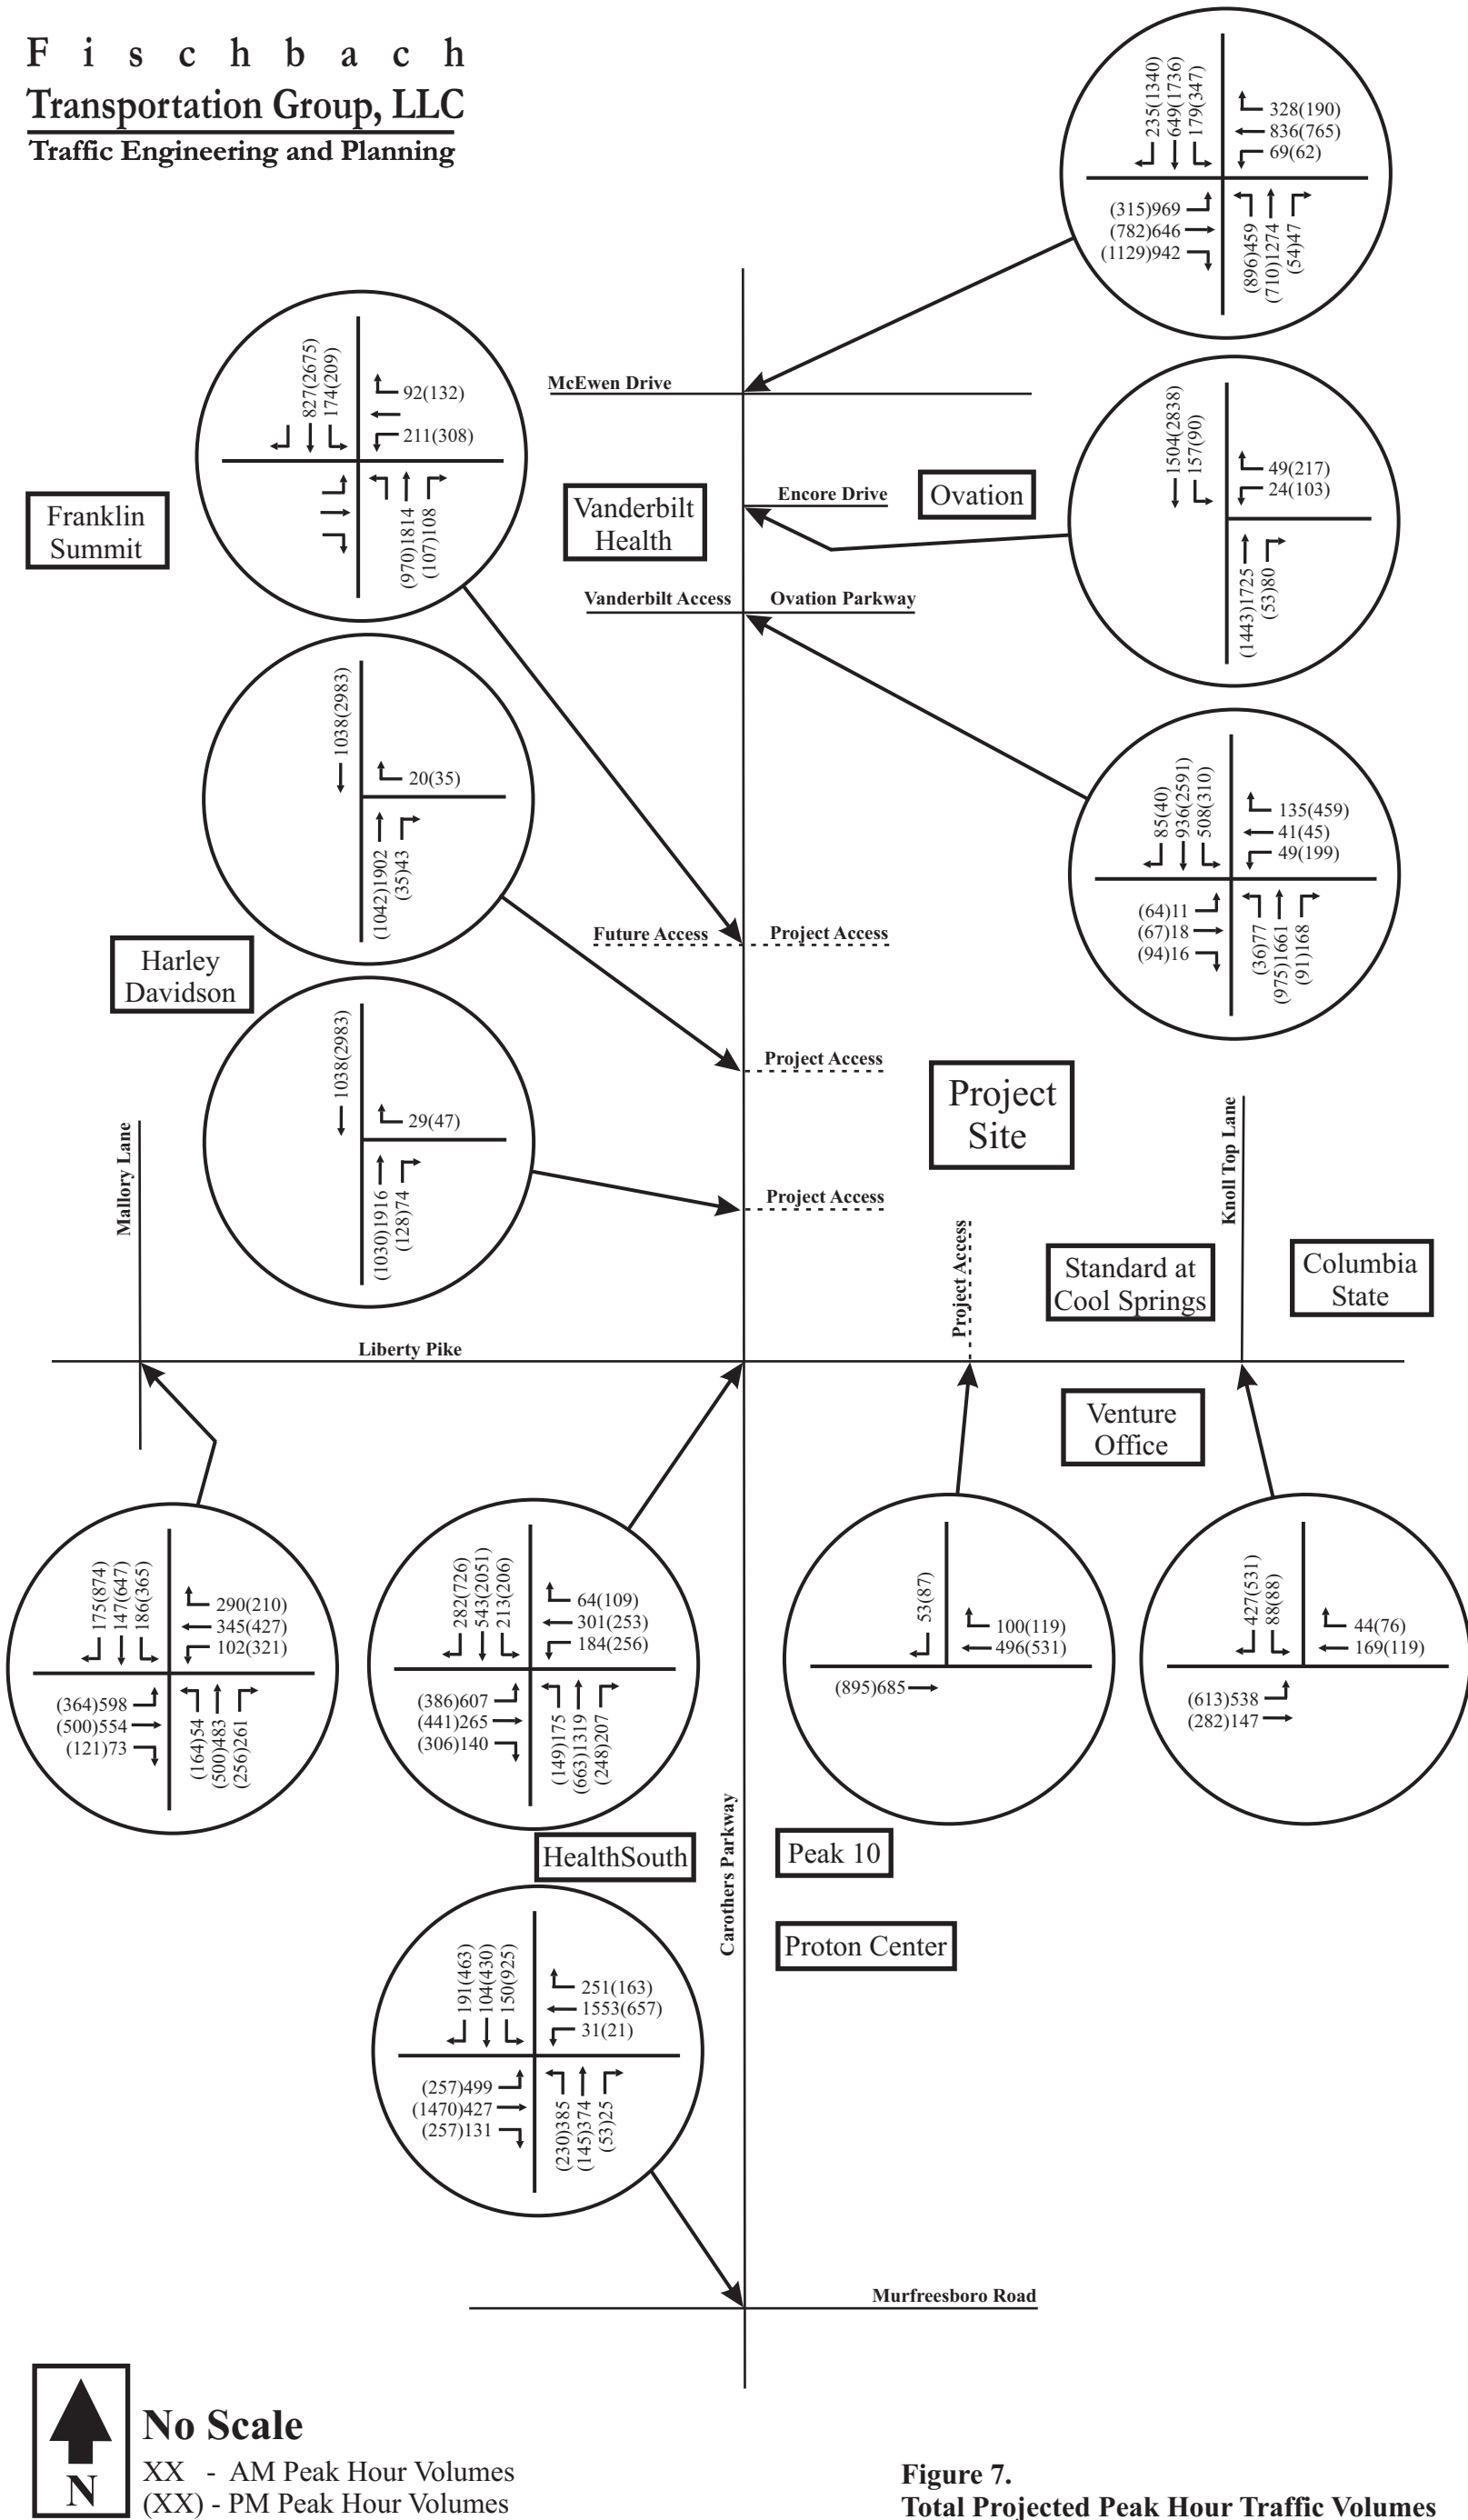 F i s c h b a c h
Transportation Group, LLC
Traffic Engineering and Planning
235(1340)
649(1736)
179(347)
328(190)
836(765)
69(62)
(315)969
(782)646
(1129)942
(896)459
(710)1274
(54)47
827(2675)
174(209)
92(132)
211(308)
(970)1814
(107)108
McEwen Drive
1504(2838)
157(90)
49(217)
24(103)
(1443)1725
(53)80
Franklin
Summit
Vanderbilt
Health
Encore Drive
Ovation
Vanderbilt Access
Ovation Parkway
1038(2983)
20(35)
(1042)1902
(35)43
85(40)
936(2591)
508(310)
135(459)
41(45)
49(199)
(64)11
(67)18
(94)16
(36)77
(975)1661
(91)168
Future Access
Project Access
Harley
Davidson
1038(2983)
29(47)
(1030)1916
(128)74
Project Access
Project
Site
Mallory Lane
Project Access
Knoll Top Lane
Project Access
Standard at
Cool Springs
Columbia
State
Liberty Pike
Venture
Office
175(874)
147(647)
186(365)
290(210)
345(427)
102(321)
(364)598
(500)554
(121)73
(164)54
(500)483
(256)261
282(726)
543(2051)
213(206)
64(109)
301(253)
184(256)
(386)607
(441)265
(306)140
(149)175
(663)1319
(248)207
53(87)
100(119)
496(531)
(895)685
427(531)
88(88)
44(76)
169(119)
(613)538
(282)147
HealthSouth
Carothers Parkway
Peak 10
Proton Center
191(463)
104(430)
150(925)
251(163)
1553(657)
31(21)
(257)499
(1470)427
(257)131
(230)385
(145)374
(53)25
Murfreesboro Road
N
No Scale
XX - AM Peak Hour Volumes
(XX) - PM Peak Hour Volumes
Figure 7.
Total Projected Peak Hour Traffic Volumes